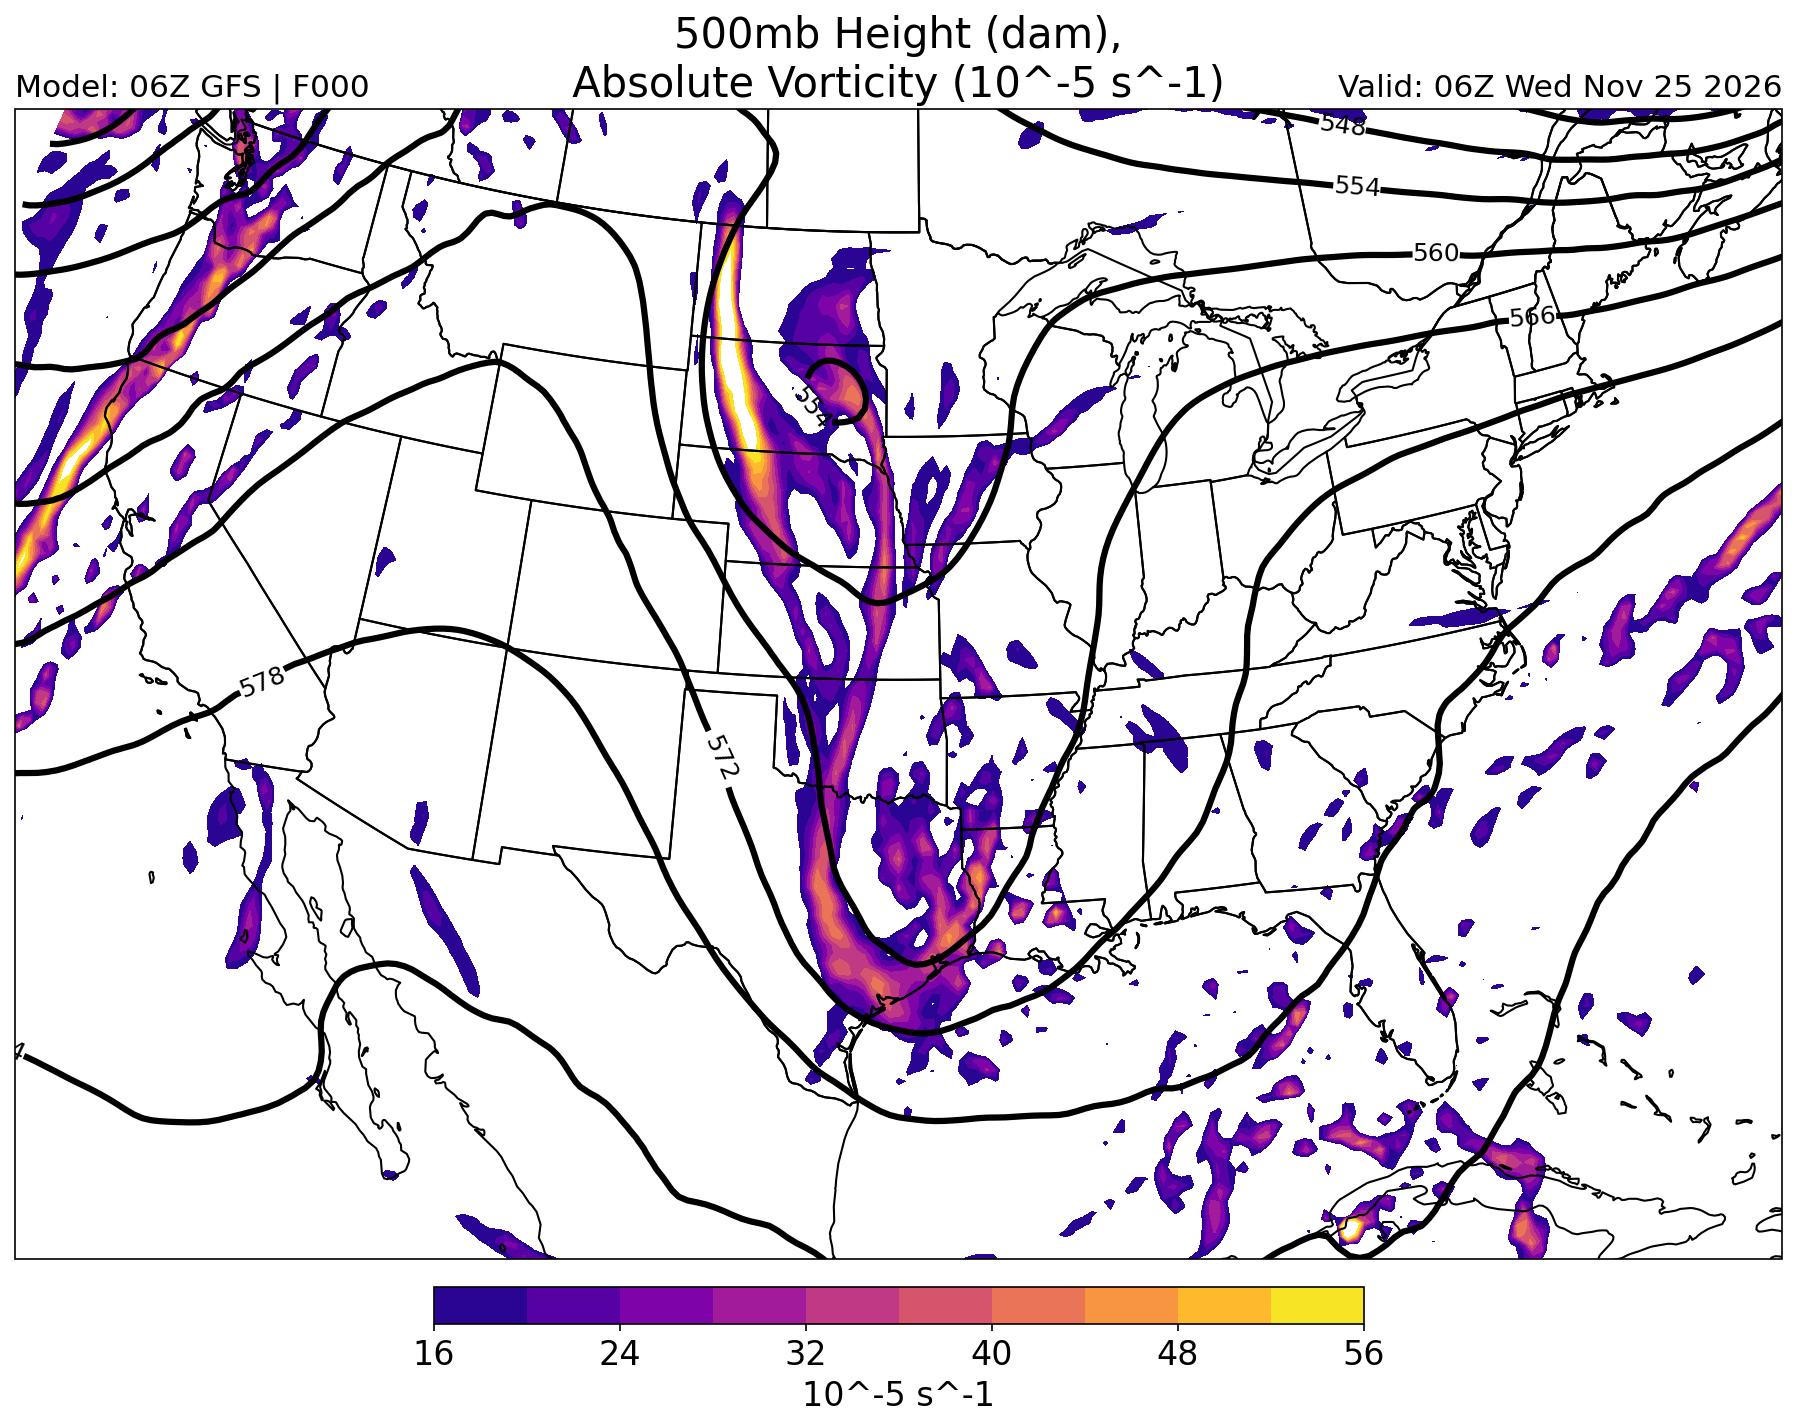 500mb Height (dam),
Absolute Vorticity (10^-5 s^-1)
Model: 06Z GFS | F000
Valid: 06Z Wed Nov 25 2026
548
554
560
566
554
578
572
16 24 32 40 48 56
10^-5 s^-1